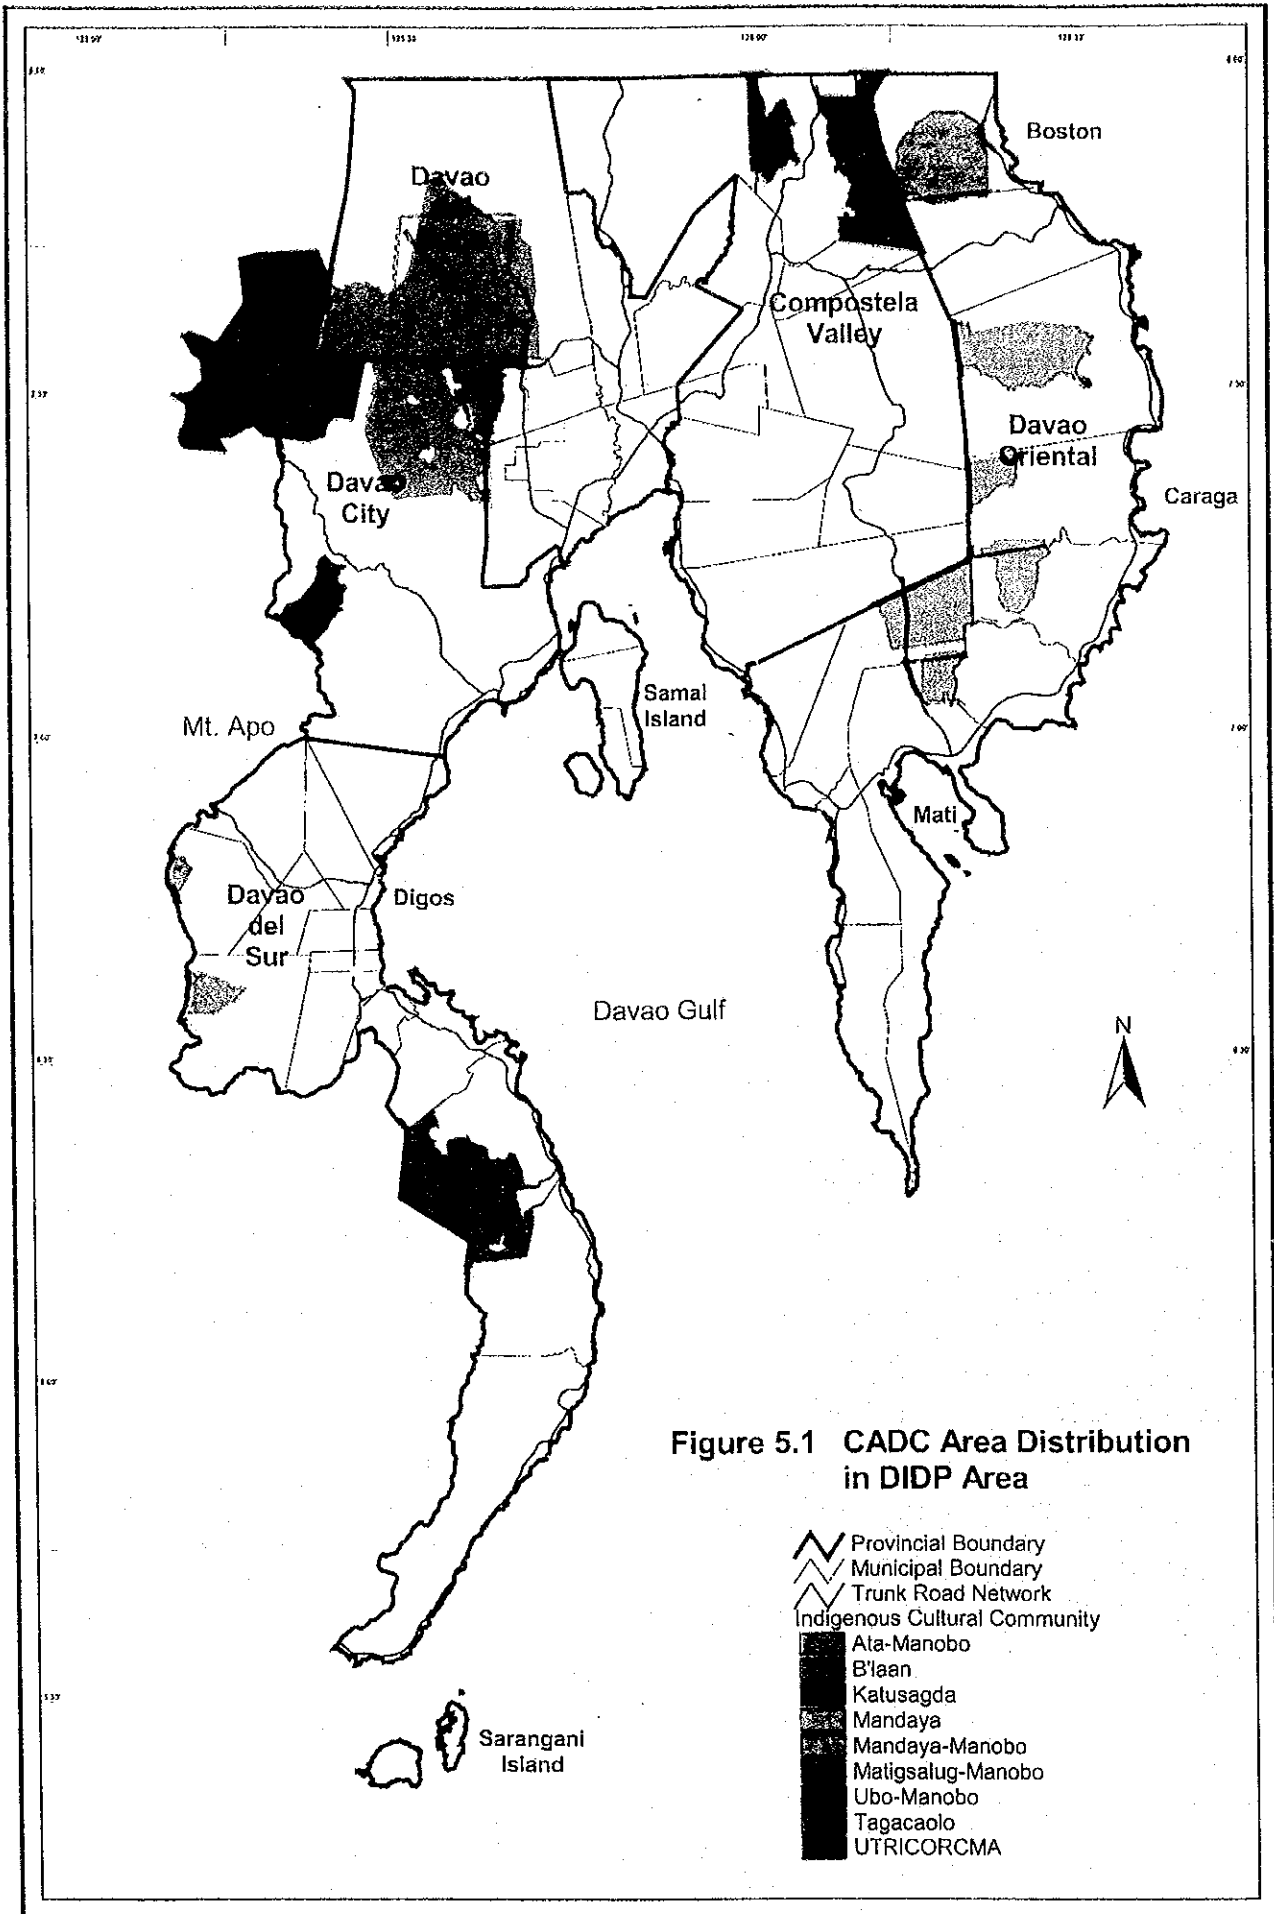 126°00'
Boston
Davao
Compostela
Valley
Davao
Oriental
Davao
City
Caraga
Samal
Island
Mt. Apo
Mati
Davao
del
Sur
Digos
Davao Gulf
N
Figure 5.1 CADC Area Distribution
in DIDP Area
Provincial Boundary
Municipal Boundary
Trunk Road Network
Indigenous Cultural Community
Ata-Manobo
B'laan
Katusagda
Mandaya
Mandaya-Manobo
Matigsalug-Manobo
Ubo-Manobo
Tagacaolo
UTRICORCMA
Sarangani
Island